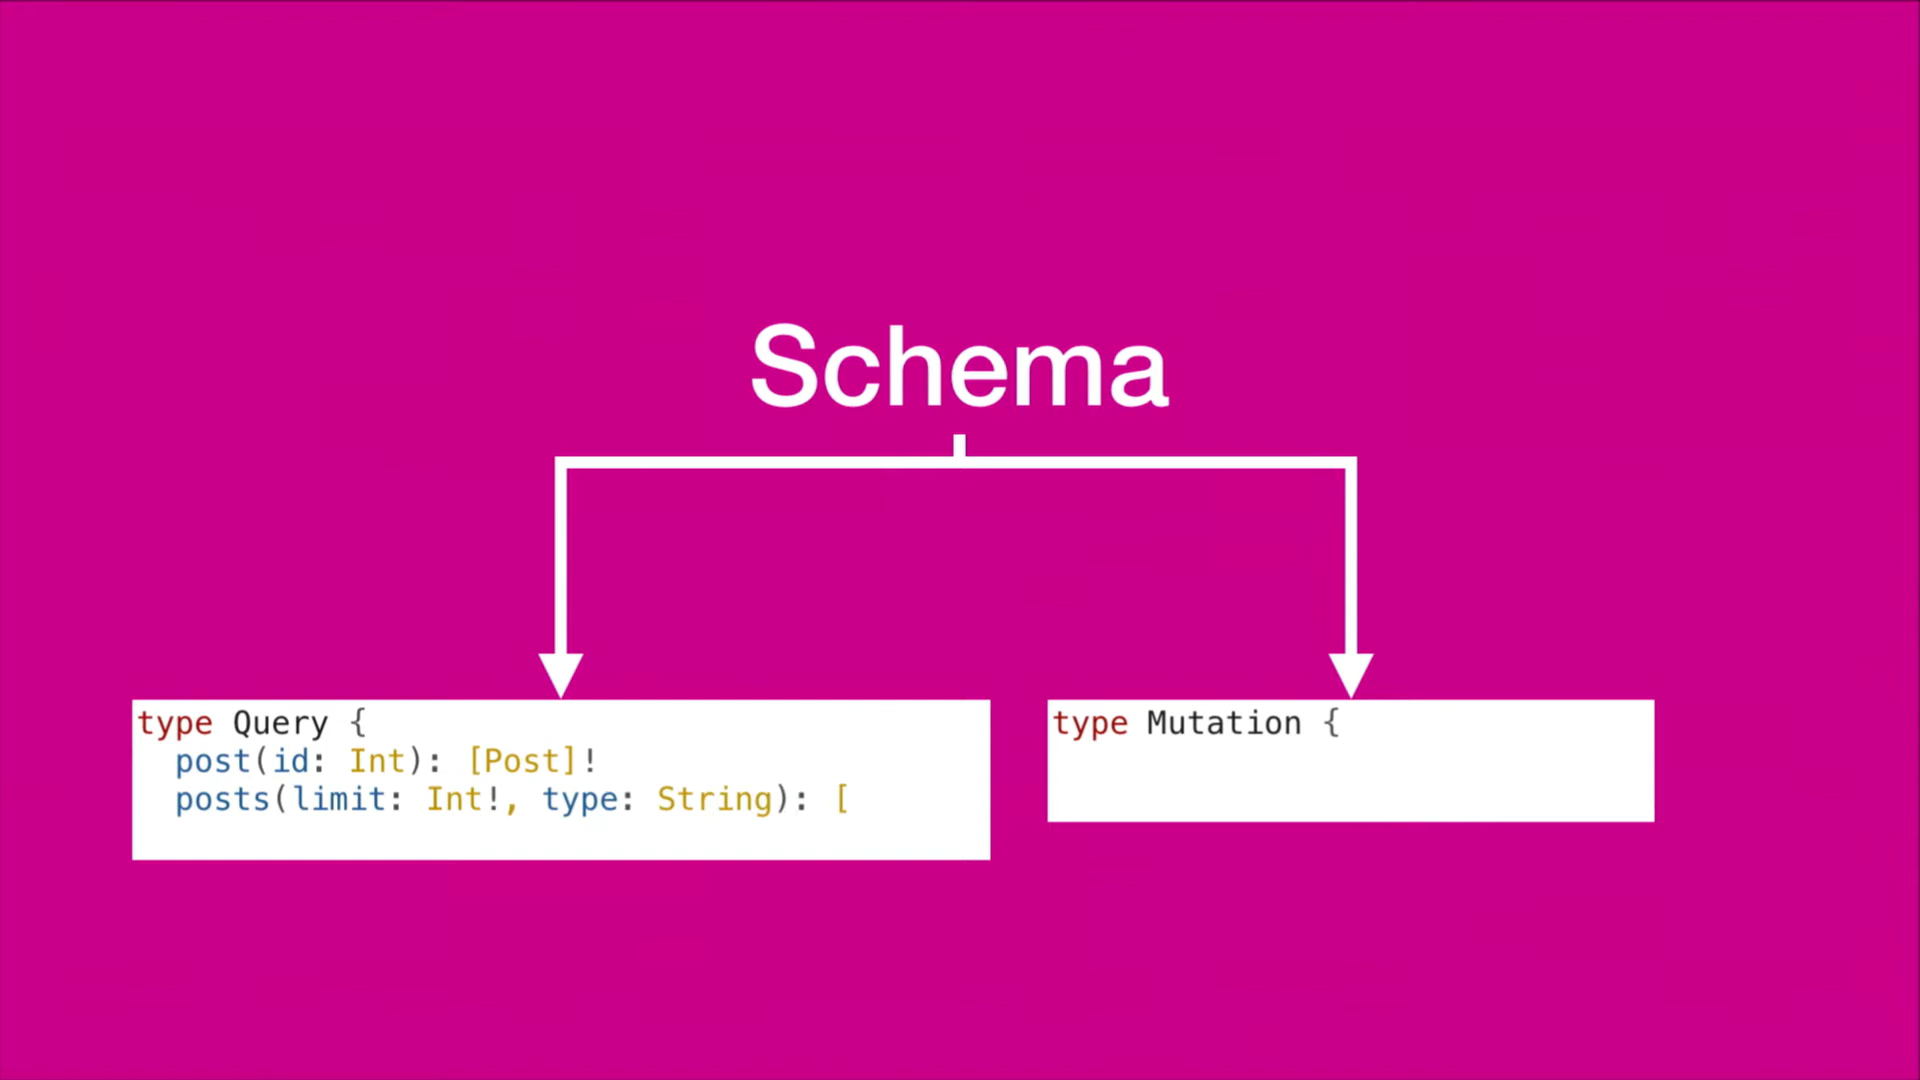 Schema
type Query {
post(id: Int): [Post]!
posts(limit: Int!, type: String): [
type Mutation {